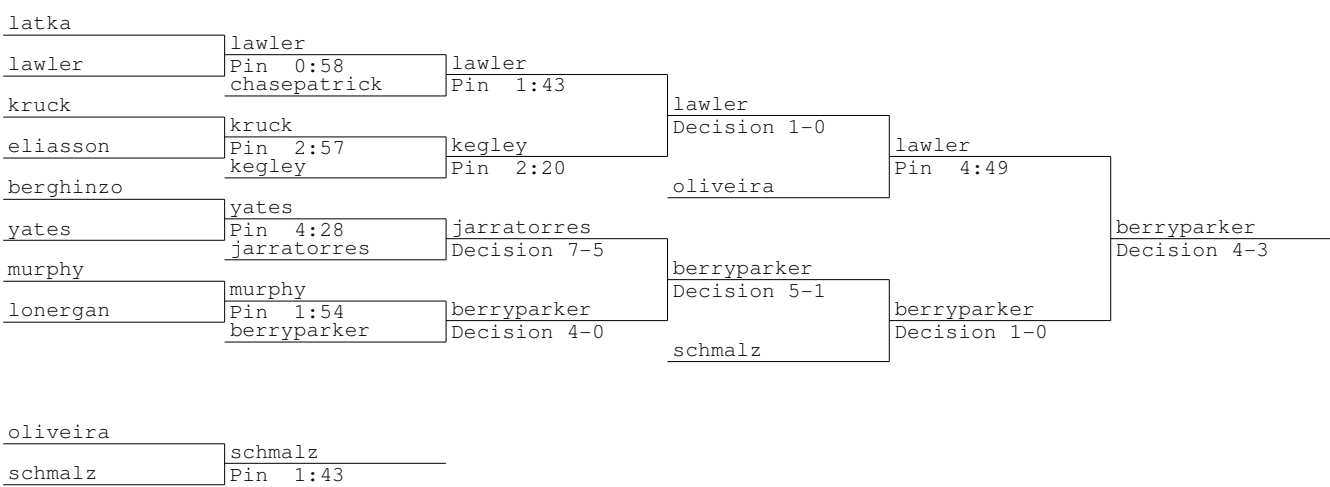 latka
lawler
lawler
Pin 0:58
chasepatrick
lawler
Pin 1:43
kruck
kruck
eliasson
Pin 2:57
kegley
kegley
Pin 2:20
lawler
Decision 1-0
oliveira
lawler
Pin 4:49
berghinzo
yates
yates
Pin 4:28
jarratorres
jarratorres
Decision 7-5
murphy
murphy
lonergan
Pin 1:54
berryparker
berryparker
Decision 4-0
berryparker
Decision 5-1
schmalz
berryparker
Decision 1-0
berryparker
Decision 4-3
oliveira
schmalz
schmalz
Pin 1:43